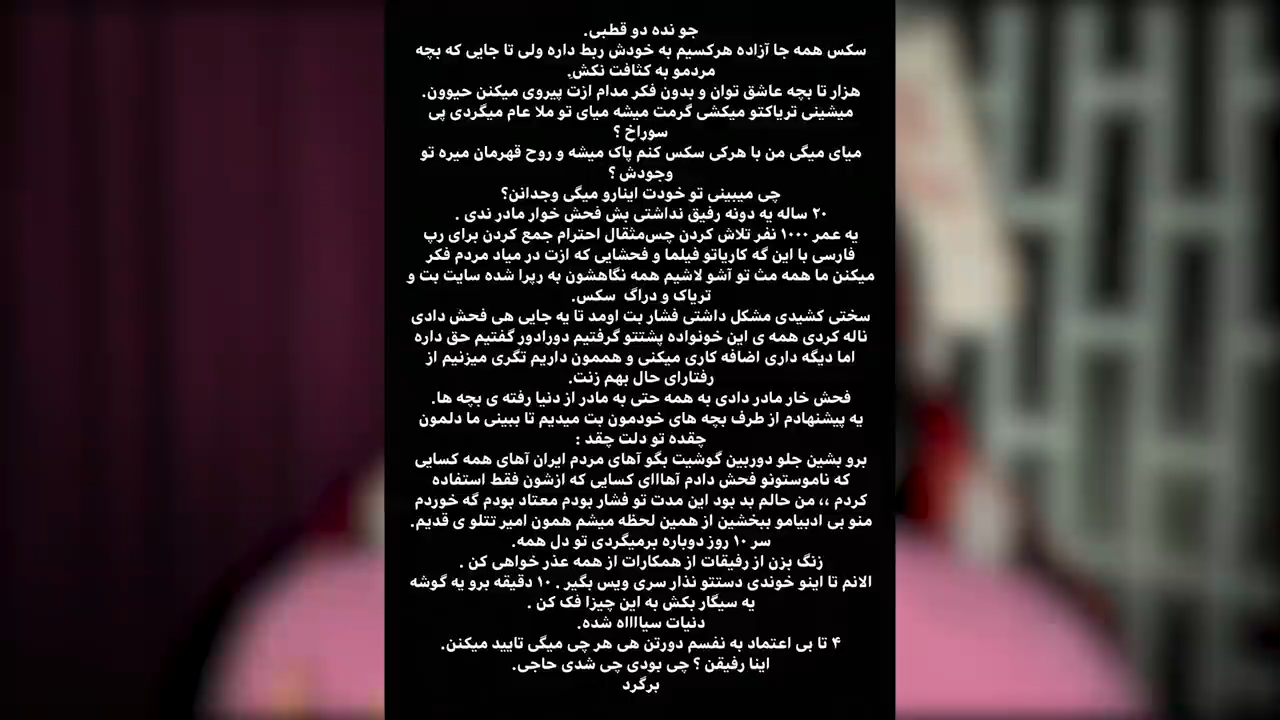 جو نده دو قطبی.
سکس همه جا آزاده هرکسیم به خودش ربط داره ولی تا جایی که بچه
مردمو به کثافت نکشِ.
هزار تا بچه عاشق توان و بدون فکر مدام ازت پیروی میکنن حیوون.
میشینی تریاکتو میکشی گرمت میشه میای تو ملا عام میگردی پی
سوراخ ؟
میای میگی من با هرکی سکس کنم پاک میشه و روح قهرمان میره تو
وجودش ؟
چی میبینی تو خودت اینارو میگی وجدانن؟
۲۰ ساله یه دونه رفیق نداشتی بش فحش خوار مادر ندی .
یه عمر ۱۰۰۰ نفر تلاش کردن چس‌مثقال احترام جمع کردن برای رپ
فارسی با این گه کاریاتو فیلما و فحشایی که ازت در میاد مردم فکر
میکنن ما همه مث تو آشو لاشیم همه نگاهشون به رپرا شده سایت بت و
تریاک و دراگ سکس.
سختی کشیدی مشکل داشتی فشار بت اومد تا یه جایی هی فحش دادی
ناله کردی همه ی این خونواده پشتتو گرفتیم دورادور گفتیم حق داره
اما دیگه داری اضافه کاری میکنی و هممون داریم تگری میزنیم از
رفتارای حال بهم زنت.
فحش خار مادر دادی به همه حتی به مادر از دنیا رفته ی بچه ها.
یه پیشنهادم از طرف بچه های خودمون بت میدیم تا ببینی ما دلمون
چقده تو دلت چقد :
برو بشین جلو دوربین گوشیت بگو آهای مردم ایران آهای همه کسایی
که ناموستونو فحش دادم آهااای کسایی که ازشون فقط استفاده
کردم ،، من حالم بد بود این مدت تو فشار بودم معتاد بودم گه خوردم
منو بی ادبیامو ببخشین از همین لحظه میشم همون امیر تتلو ی قدیم.
سر ۱۰ روز دوباره برمیگردی تو دل همه.
زنگ بزن از رفیقات از همکارات از همه عذر خواهی کن .
الانم تا اینو خوندی دستتو نذار سری ویس بگیر . ۱۰ دقیقه برو یه گوشه
یه سیگار بکش به این چیزا فک کن .
دنیات سیااااه شده.
۴ تا بی اعتماد به نفسم دورتن هی هر چی میگی تایید میکنن.
اینا رفیقن ؟ چی بودی چی شدی حاجی.
برگرد